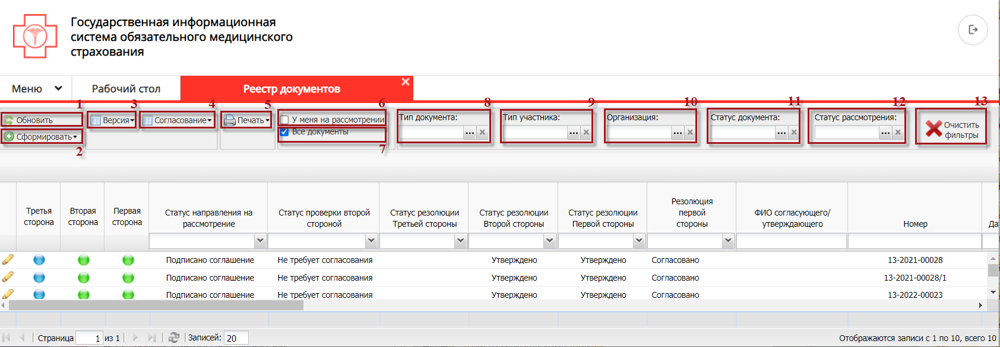 Государственная информационная
система обязательного медицинского
страхования
Меню Рабочий стол Реестр документов
1 3 4 5 6 8 9 10 11 12 13
Обновить Версия Согласование Печать У меня на рассмотрении Тип документа: Тип участника: Организация: Статус документа: Статус рассмотрения: Очистить
Сформировать Все документы ... ... ... ... ... фильтры
2 7
Третья сторона Вторая сторона Первая сторона Статус направления на рассмотрение Статус проверки второй стороной Статус резолюции Третьей стороны Статус резолюции Второй стороны Статус резолюции Первой стороны Резолюция первой стороны ФИО согласующего/ утверждающего Номер Да
Подписано соглашение Не требует согласования Утверждено Утверждено Согласовано 13-2021-00028
Подписано соглашение Не требует согласования Утверждено Утверждено Согласовано 13-2021-00028/1
Подписано соглашение Не требует согласования Утверждено Утверждено Согласовано 13-2022-00023
Страница 1 из 1 Записей: 20 Отображаются записи с 1 по 10, всего 10